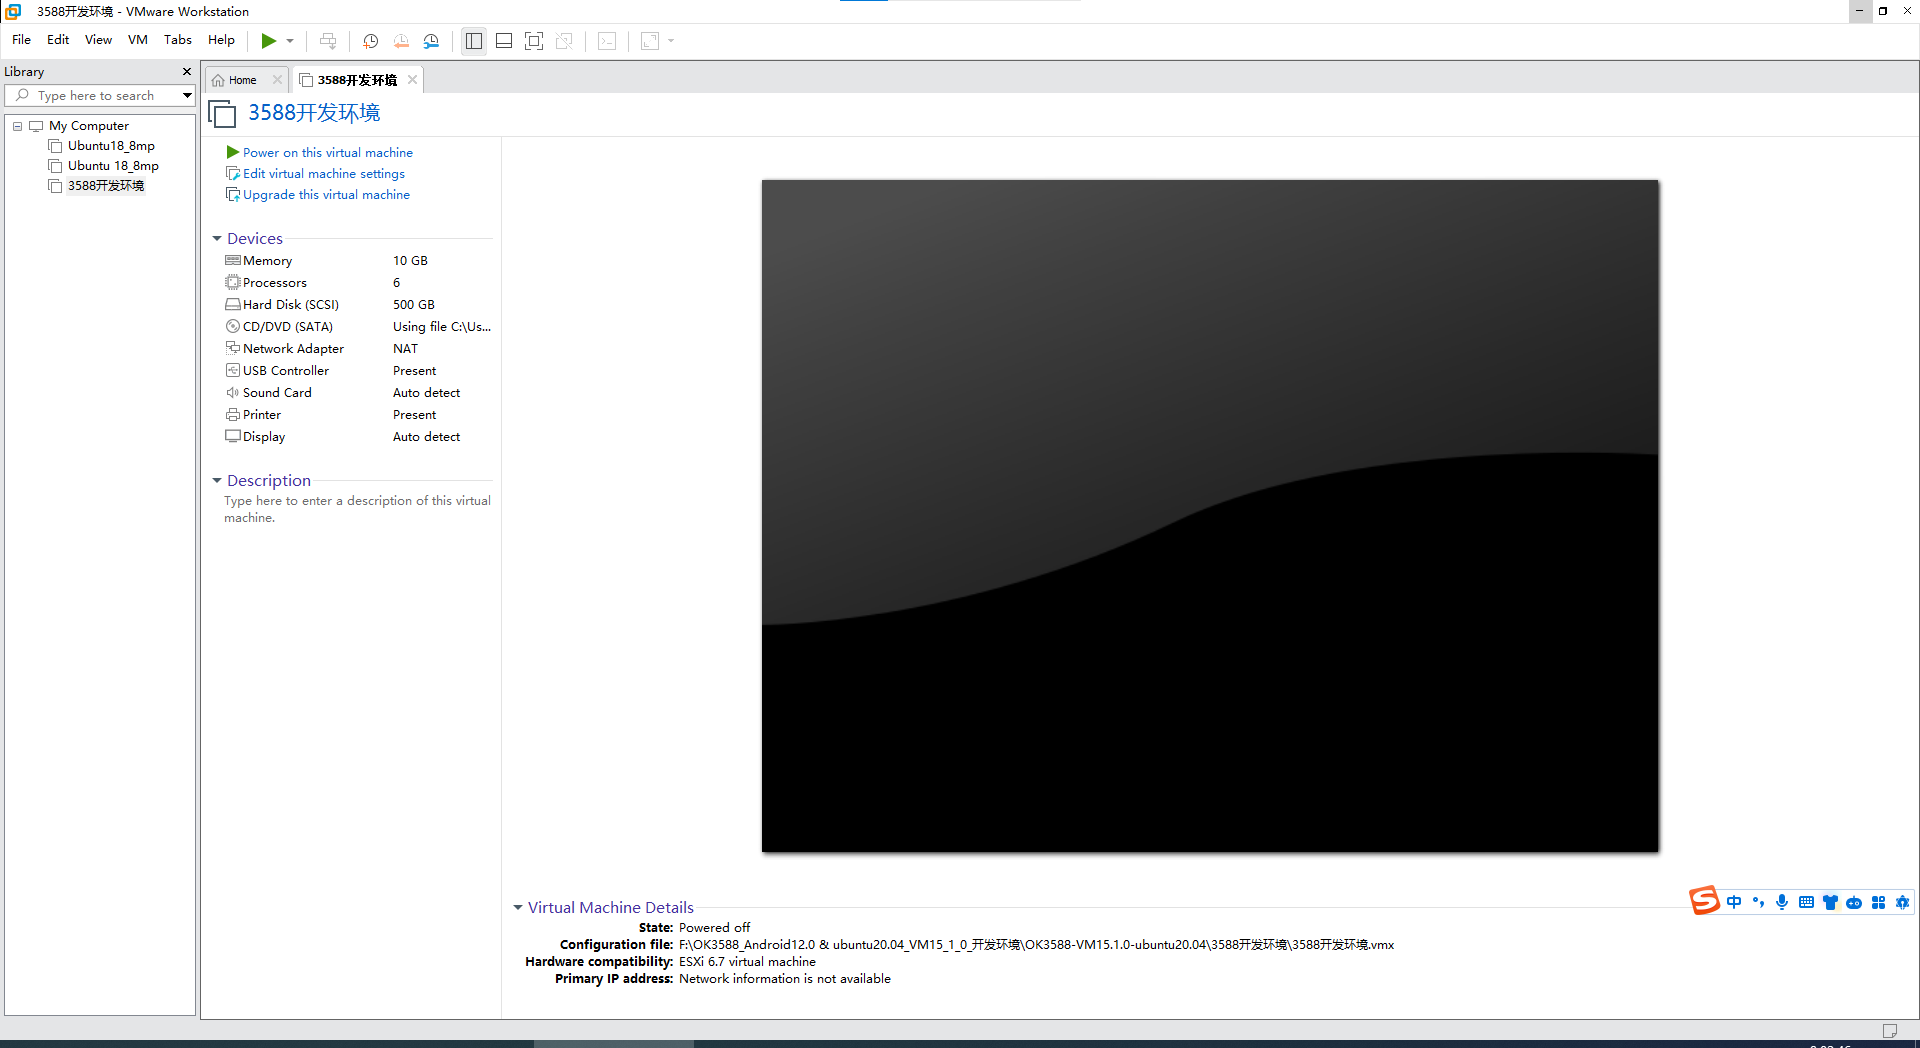 3588开发环境 - VMware Workstation
File Edit View VM Tabs Help
Library
Type here to search
My Computer
Ubuntu18_8mp
Ubuntu 18_8mp
3588开发环境
Home
3588开发环境
3588开发环境
Power on this virtual machine
Edit virtual machine settings
Upgrade this virtual machine
Devices
Memory 10 GB
Processors 6
Hard Disk (SCSI) 500 GB
CD/DVD (SATA) Using file C:\Us...
Network Adapter NAT
USB Controller Present
Sound Card Auto detect
Printer Present
Display Auto detect
Description
Type here to enter a description of this virtual
machine.
Virtual Machine Details
State: Powered off
Configuration file: F:\OK3588_Android12.0 & ubuntu20.04_VM15_1_0_开发环境\OK3588-VM15.1.0-ubuntu20.04\3588开发环境\3588开发环境.vmx
Hardware compatibility: ESXi 6.7 virtual machine
Primary IP address: Network information is not available
S 中